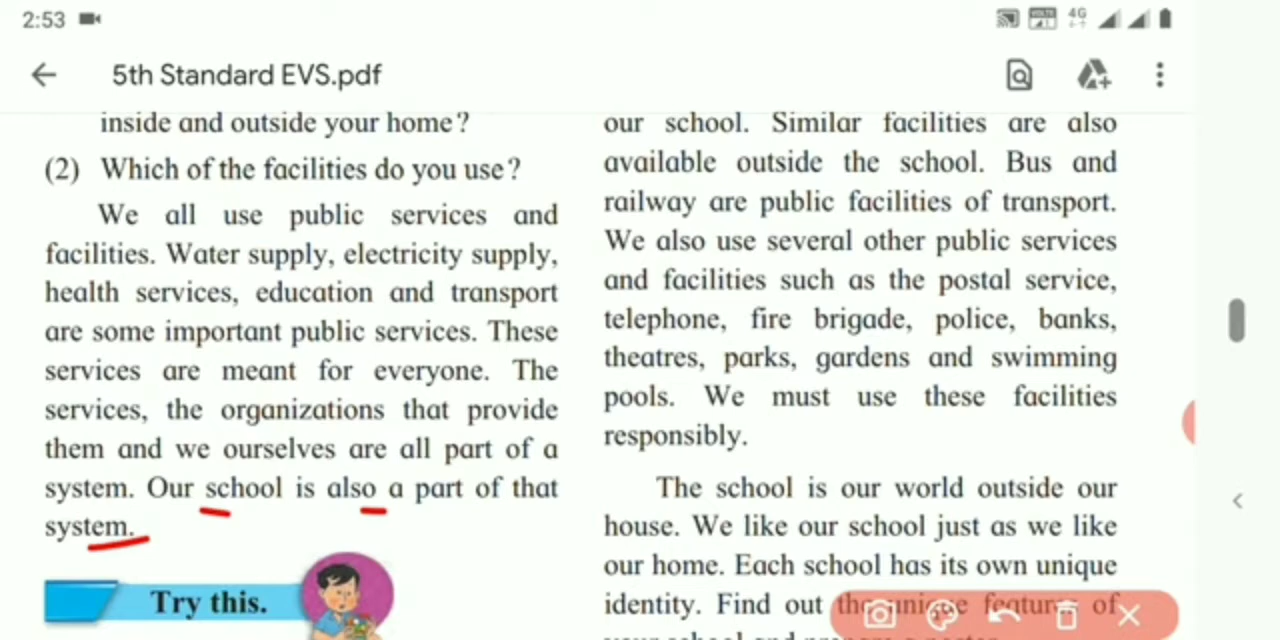 2:53
4G
5th Standard EVS.pdf
inside and outside your home?
(2) Which of the facilities do you use?
We all use public services and
facilities. Water supply, electricity supply,
health services, education and transport
are some important public services. These
services are meant for everyone. The
services, the organizations that provide
them and we ourselves are all part of a
system. Our school is also a part of that
system.
Try this.
our school. Similar facilities are also
available outside the school. Bus and
railway are public facilities of transport.
We also use several other public services
and facilities such as the postal service,
telephone, fire brigade, police, banks,
theatres, parks, gardens and swimming
pools. We must use these facilities
responsibly.
The school is our world outside our
house. We like our school just as we like
our home. Each school has its own unique
identity. Find out the unique features of